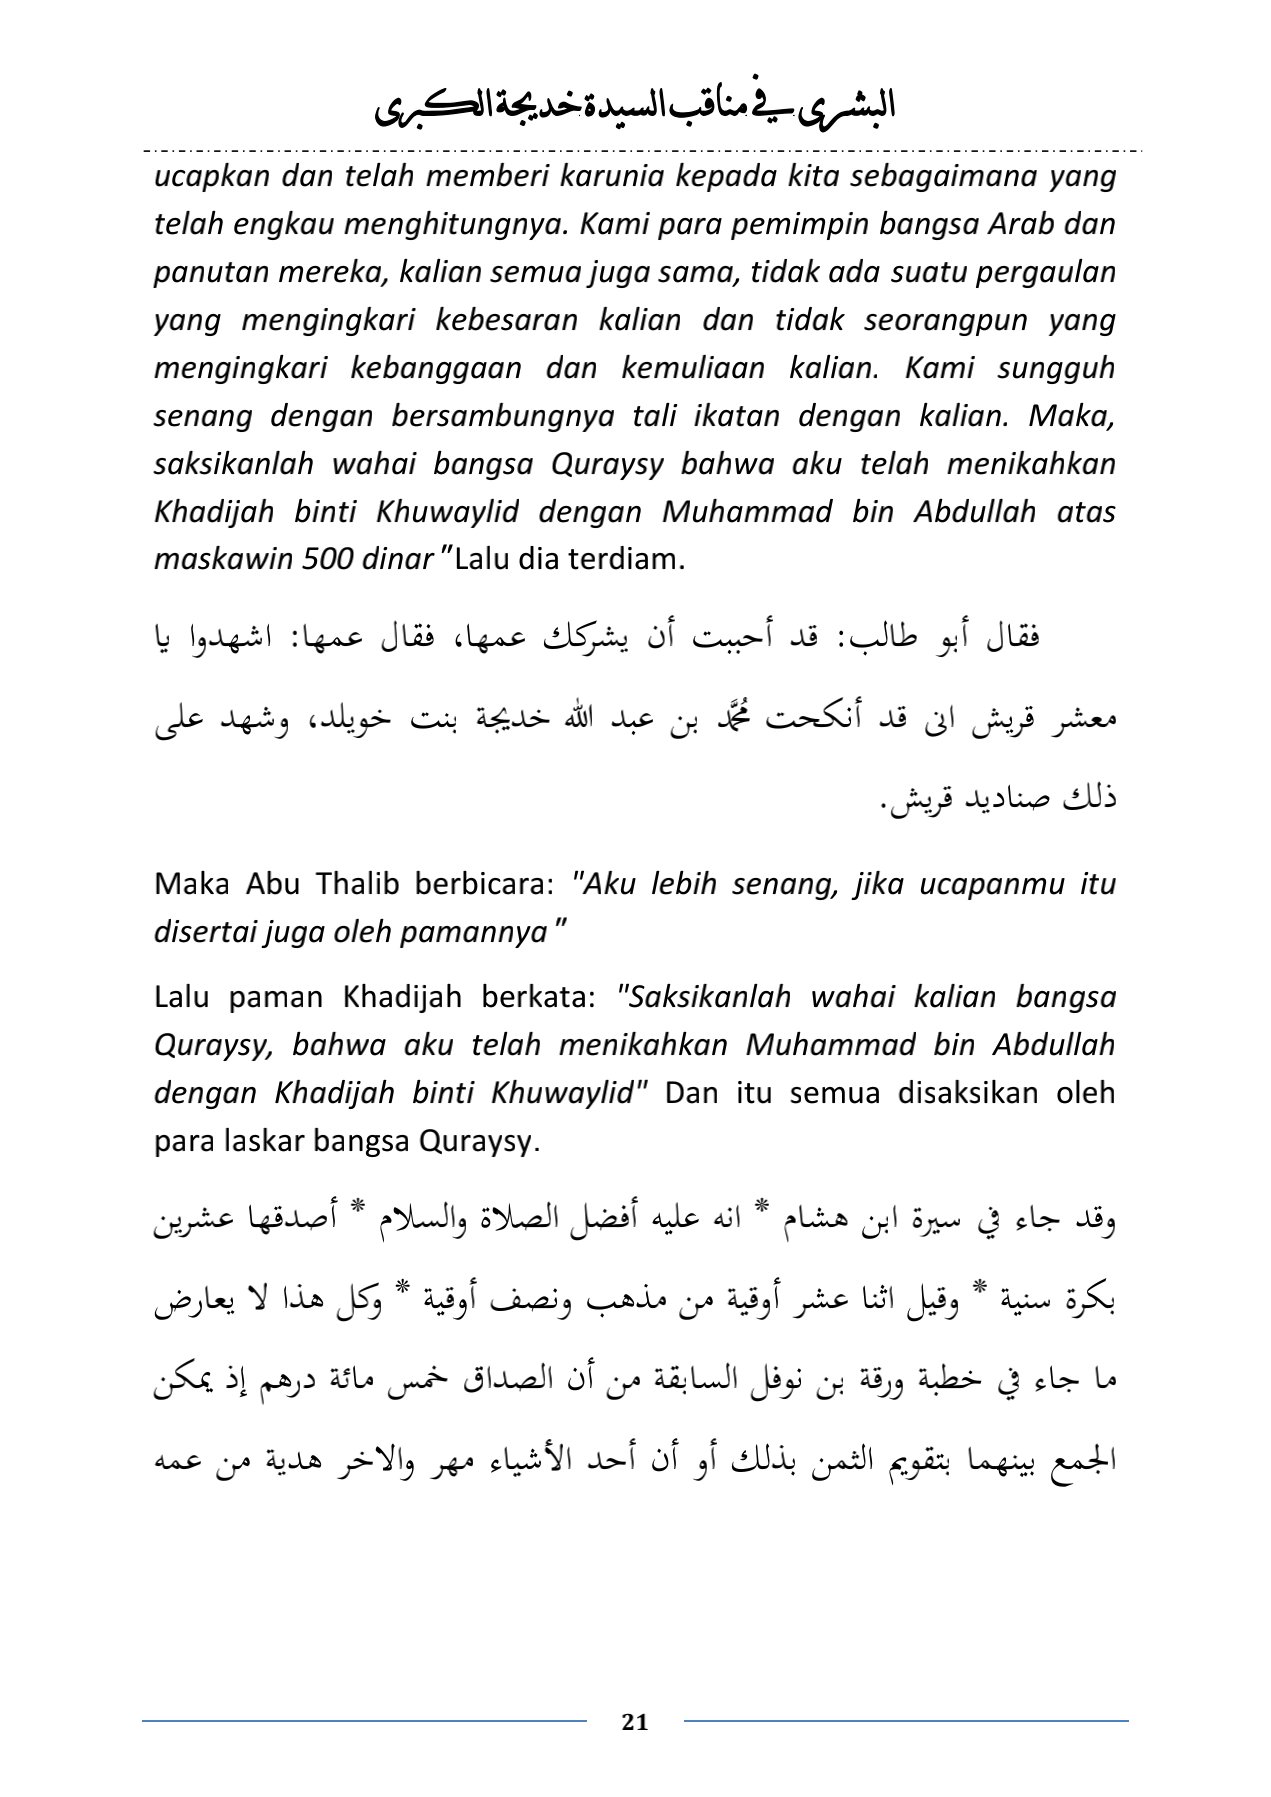 البشرى في مناقب السيدة خديجة الكبرى
ucapkan dan telah memberi karunia kepada kita sebagaimana yang
telah engkau menghitungnya. Kami para pemimpin bangsa Arab dan
panutan mereka, kalian semua juga sama, tidak ada suatu pergaulan
yang mengingkari kebesaran kalian dan tidak seorangpun yang
mengingkari kebanggaan dan kemuliaan kalian. Kami sungguh
senang dengan bersambungnya tali ikatan dengan kalian. Maka,
saksikanlah wahai bangsa Quraysy bahwa aku telah menikahkan
Khadijah binti Khuwaylid dengan Muhammad bin Abdullah atas
maskawin 500 dinar"Lalu dia terdiam.
فقال أبو طالب: قد أحببت أن يشركك عمها، فقال عمها: اشهدوا يا
معشر قريش انى قد أنكحت مُحَمَّد بن عبد الله خديجة بنت خويلد، وشهد على
ذلك صناديد قريش.
Maka Abu Thalib berbicara: "Aku lebih senang, jika ucapanmu itu
disertai juga oleh pamannya"
Lalu paman Khadijah berkata: "Saksikanlah wahai kalian bangsa
Quraysy, bahwa aku telah menikahkan Muhammad bin Abdullah
dengan Khadijah binti Khuwaylid" Dan itu semua disaksikan oleh
para laskar bangsa Quraysy.
وقد جاء في سيرة ابن هشام * انه عليه أفضل الصلاة والسلام * أصدقها عشرين
بكرة سنية * وقيل اثنا عشر أوقية من مذهب ونصف أوقية * وكل هذا لا يعارض
ما جاء في خطبة ورقة بن نوفل السابقة من أن الصداق خمس مائة درهم إذ يمكن
الجمع بينهما بتقويم الثمن بذلك أو أن أحد الأشياء مهر والاخر هدية من عمه
21